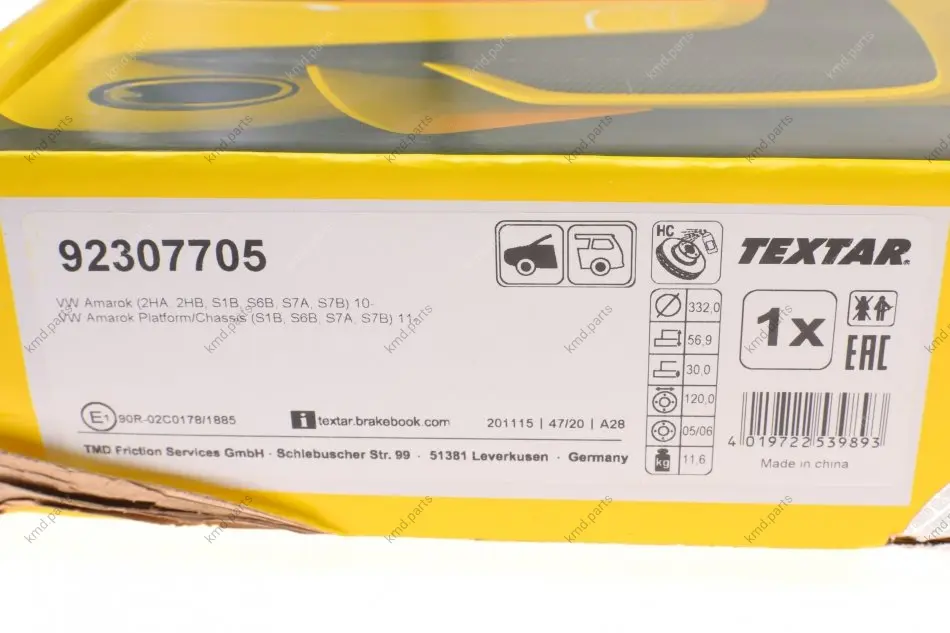 92307705
VW Amarok (2HA, 2HB, S1B, S6B, S7A, S7B) 10-
VW Amarok Platform/Chassis (S1B, S6B, S7A, S7B) 11-
E1 90R-02C0178/1885
i textar.brakebook.com
201115 | 47/20 | A28
TMD Friction Services GmbH · Schlebuscher Str. 99 · 51381 Leverkusen · Germany
HC
TEXTAR
332,0
56,9
30,0
120,0
05/06
kg 11,6
1x
EAC
4 019722 539893
Made in china
kmd.parts